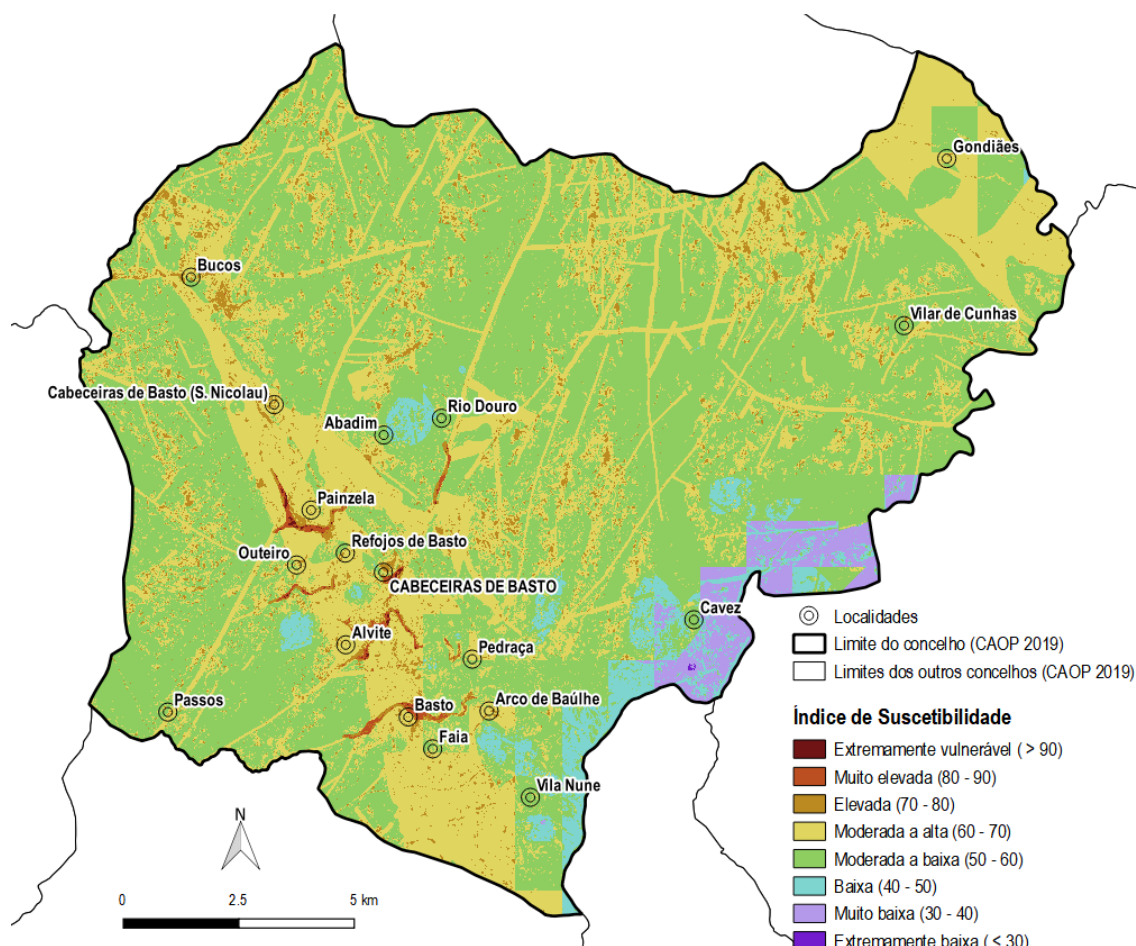 Gondiães
Bucos
Vilar de Cunhas
Cabeceiras de Basto (S. Nicolau)
Rio Douro
Abadim
Painzela
Refojos de Basto
Outeiro
CABECEIRAS DE BASTO
Cavez
Alvite
Pedraça
Passos
Basto
Arco de Baúlhe
Faia
Vila Nune
N
0 2.5 5 km
Localidades
Limite do concelho (CAOP 2019)
Limites dos outros concelhos (CAOP 2019)
Índice de Suscetibilidade
Extremamente vulnerável ( > 90)
Muito elevada (80 - 90)
Elevada (70 - 80)
Moderada a alta (60 - 70)
Moderada a baixa (50 - 60)
Baixa (40 - 50)
Muito baixa (30 - 40)
Extremamente baixa ( < 30)